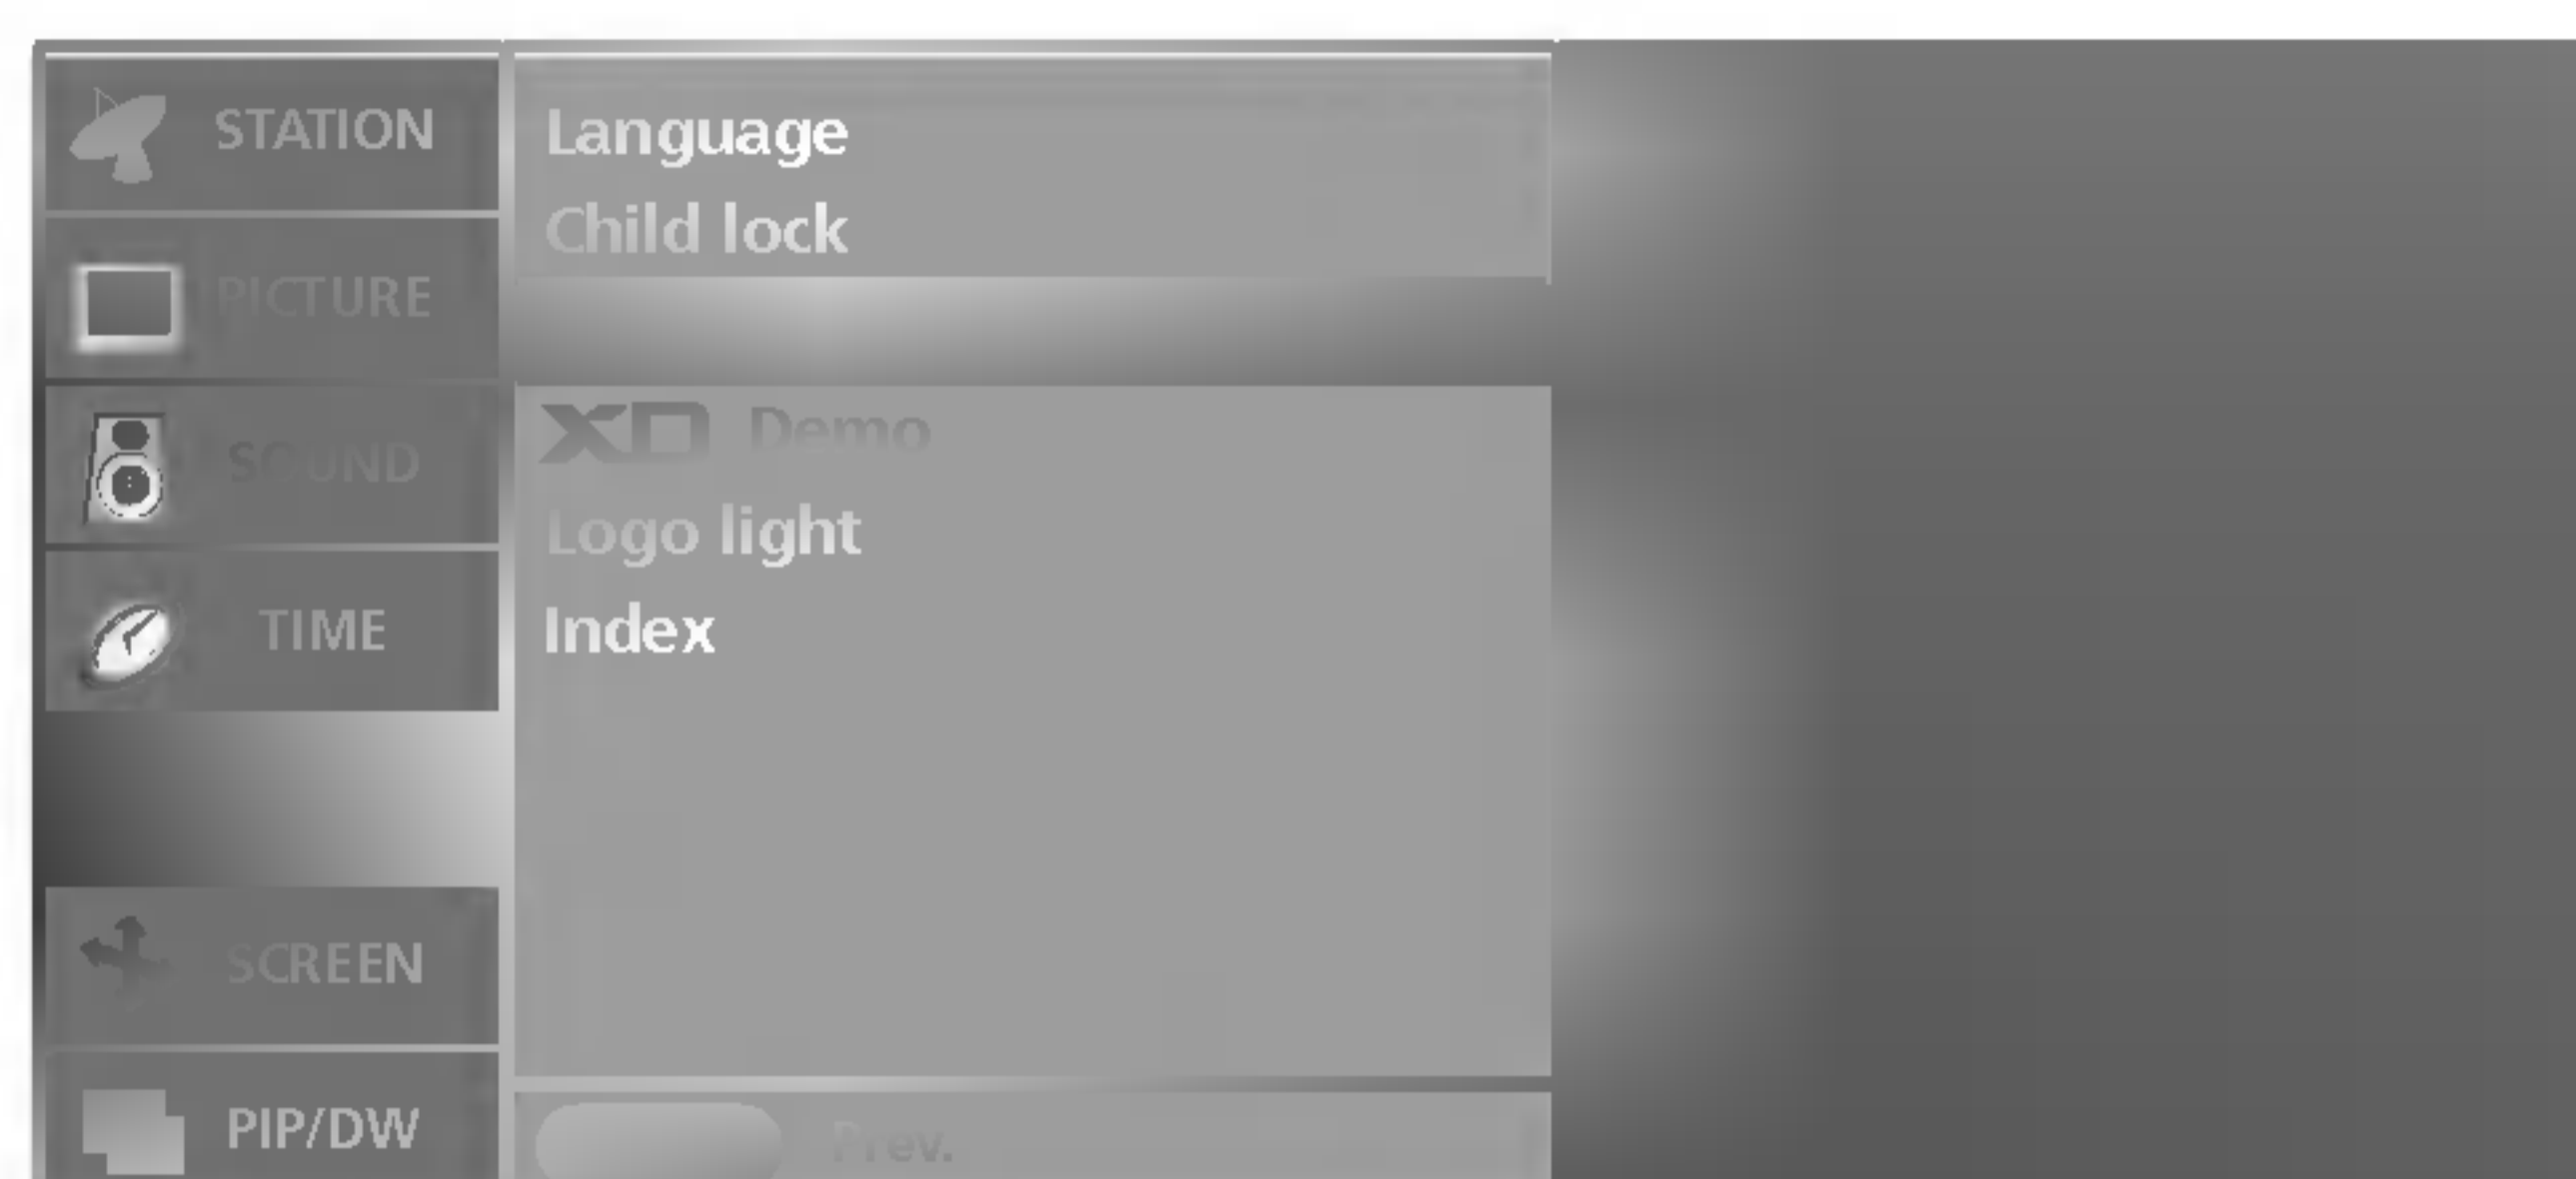 STATION
PICTURE
SOUND
TIME
SCREEN
PIP/DW
Language
Child lock
XD Demo
Logo light
Index
Prev.